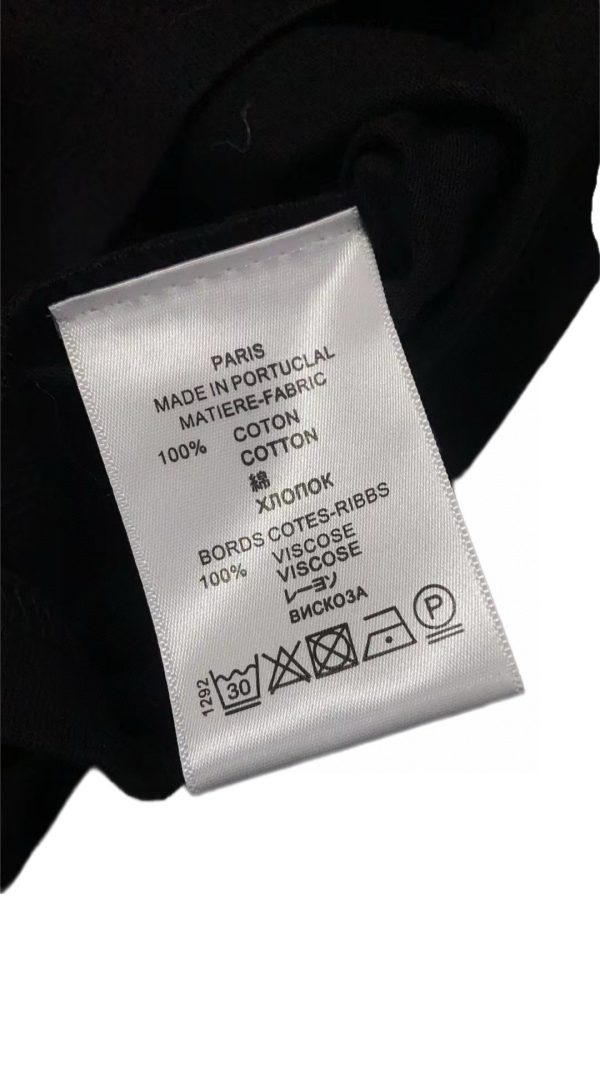 PARIS
MADE IN PORTUCLAL
MATIERE-FABRIC
100% COTON
COTTON
綿
ХЛОПОК
BORDS COTES-RIBBS
100% VISCOSE
VISCOSE
レーヨン
ВИСКОЗА
1292 30 P